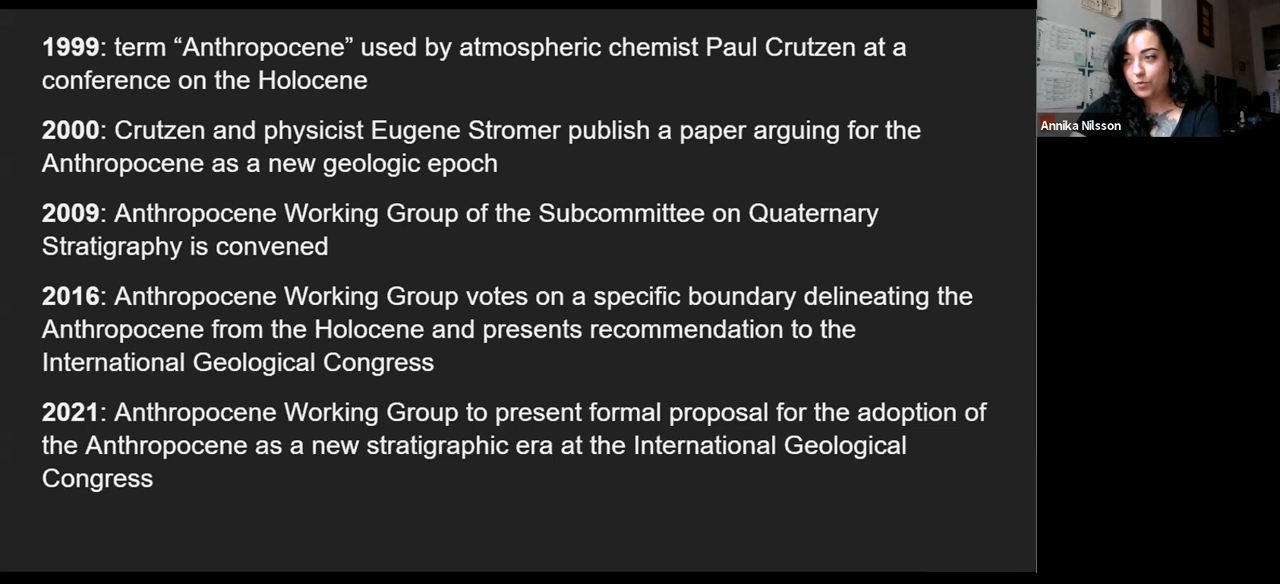 1999: term “Anthropocene” used by atmospheric chemist Paul Crutzen at a
conference on the Holocene
2000: Crutzen and physicist Eugene Stromer publish a paper arguing for the
Anthropocene as a new geologic epoch
2009: Anthropocene Working Group of the Subcommittee on Quaternary
Stratigraphy is convened
2016: Anthropocene Working Group votes on a specific boundary delineating the
Anthropocene from the Holocene and presents recommendation to the
International Geological Congress
2021: Anthropocene Working Group to present formal proposal for the adoption of
the Anthropocene as a new stratigraphic era at the International Geological
Congress
Annika Nilsson